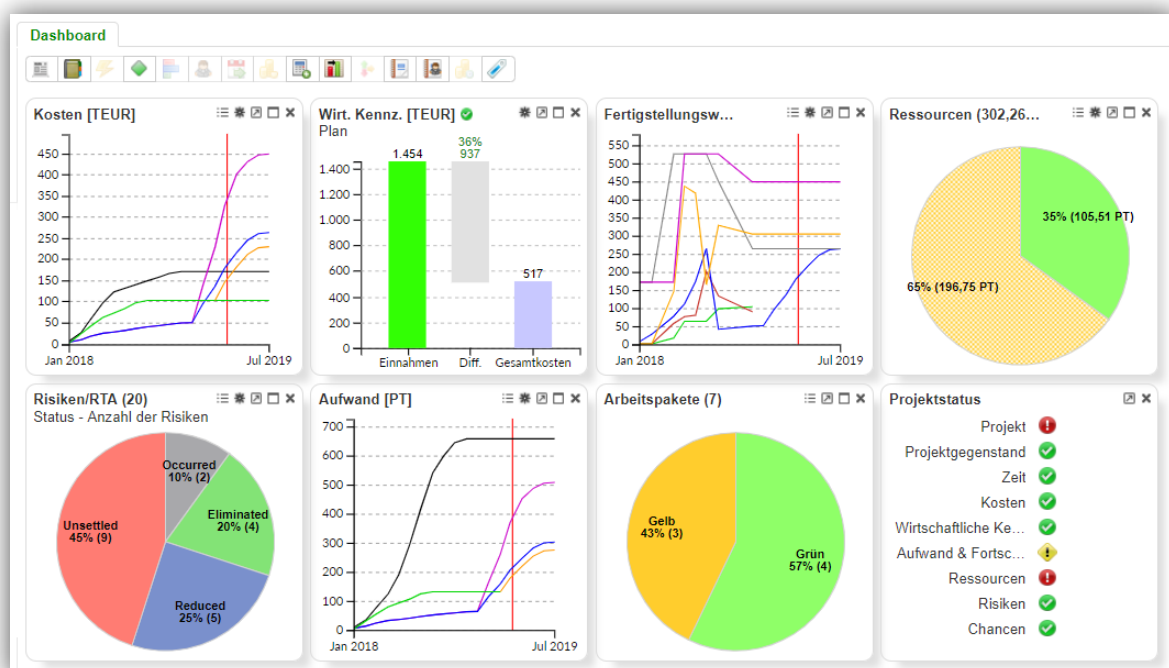 Dashboard
Kosten [TEUR]
450
400
350
300
250
200
150
100
50
0
Jan 2018
Jul 2019
Wirt. Kennz. [TEUR]
Plan
1.454
36%
937
517
1.400
1.200
1.000
800
600
400
200
0
Einnahmen
Diff.
Gesamtkosten
Fertigstellungsw...
550
500
450
400
350
300
250
200
150
100
50
0
Jan 2018
Jul 2019
Ressourcen (302,26...
35% (105,51 PT)
65% (196,75 PT)
Risiken/RTA (20)
Status - Anzahl der Risiken
Occurred
10% (2)
Eliminated
20% (4)
Unsettled
45% (9)
Reduced
25% (5)
Aufwand [PT]
700
600
500
400
300
200
100
0
Jan 2018
Jul 2019
Arbeitspakete (7)
Gelb
43% (3)
Grün
57% (4)
Projektstatus
Projekt
Projektgegenstand
Zeit
Kosten
Wirtschaftliche Ke...
Aufwand & Fortsc...
Ressourcen
Risiken
Chancen